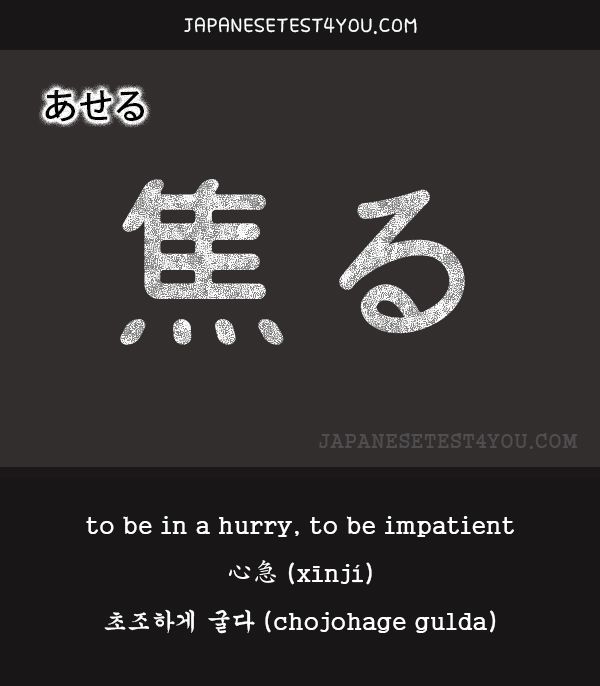 JAPANESETEST4YOU.COM
あせる
焦る
JAPANESETEST4YOU.COM
to be in a hurry, to be impatient
心急 (xīnjí)
초조하게 굴다 (chojohage gulda)